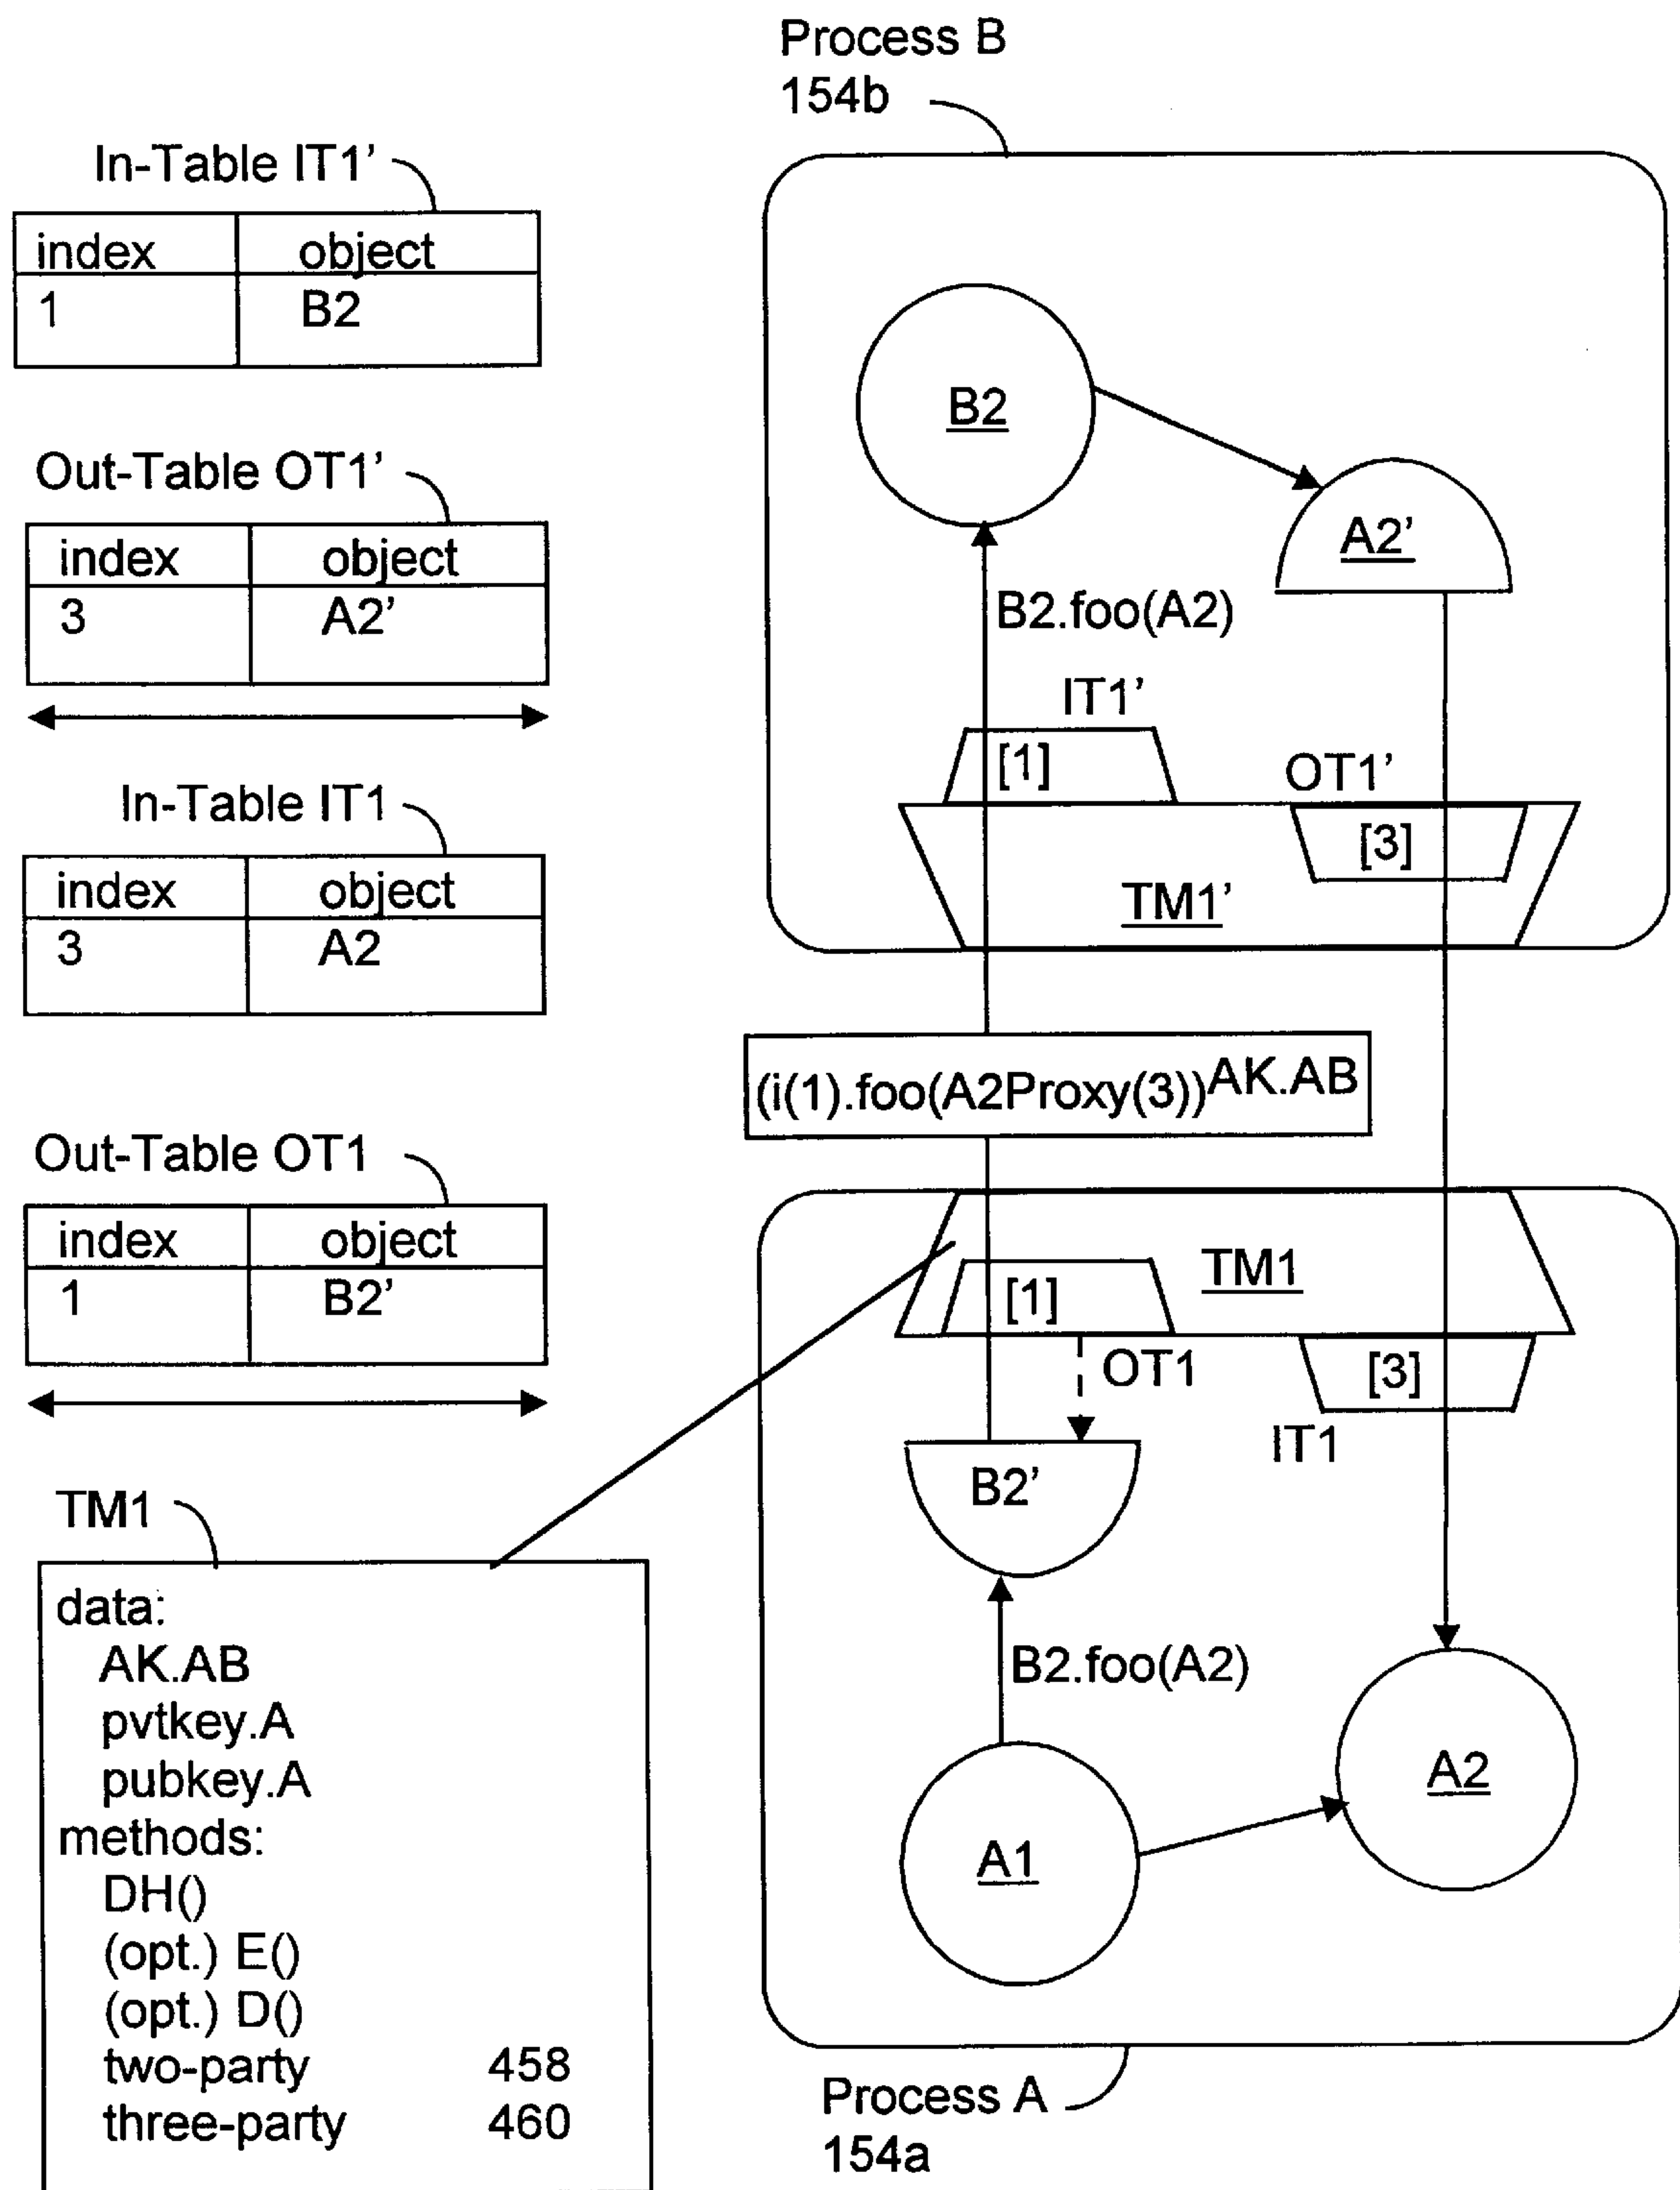 Process B
154b
In-Table IT1’
index object
1 B2
Out-Table OT1’
index object
3 A2’
In-Table IT1
index object
3 A2
Out-Table OT1
index object
1 B2’
TM1
data:
AK.AB
pvtkey.A
pubkey.A
methods:
DH()
(opt.) E()
(opt.) D()
two-party 458
three-party 460
B2
A2’
B2.foo(A2)
IT1’
[1]
OT1’
[3]
TM1’
(i(1).foo(A2Proxy(3))AK.AB
TM1
[1]
OT1
[3]
IT1
B2’
B2.foo(A2)
A2
A1
Process A
154a